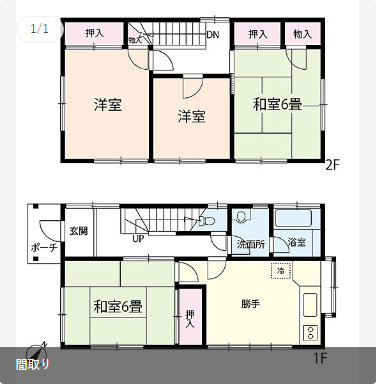 1/1
押入
物入
DN
押入
物入
洋室
洋室
和室6畳
2F
玄関
ポーチ
UP
洗面所
浴室
冷
和室6畳
押入
勝手
1F
間取り